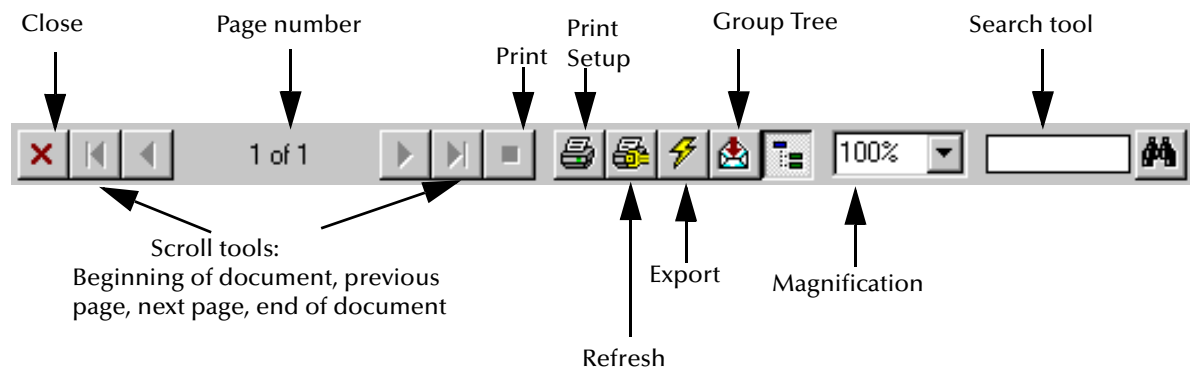 Close
Page number
Print
Print
Setup
Group Tree
Search tool
1 of 1
100%
Scroll tools:
Beginning of document, previous
page, next page, end of document
Export
Magnification
Refresh